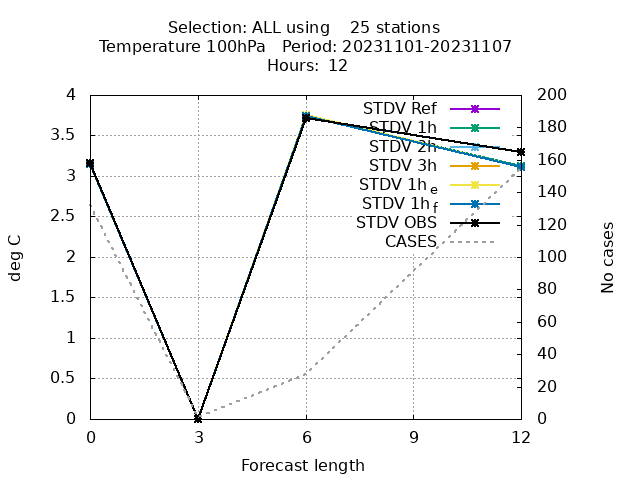 Selection: ALL using    25 stations
Temperature 100hPa   Period: 20231101-20231107
Hours:  12
4
3.5
3
2.5
2
1.5
1
0.5
0
deg C
200
180
160
140
120
100
80
60
40
20
0
No cases
STDV Ref
STDV 1h
STDV 2h
STDV 3h
STDV 1h e
STDV 1h f
STDV OBS
CASES
0 3 6 9 12
Forecast length